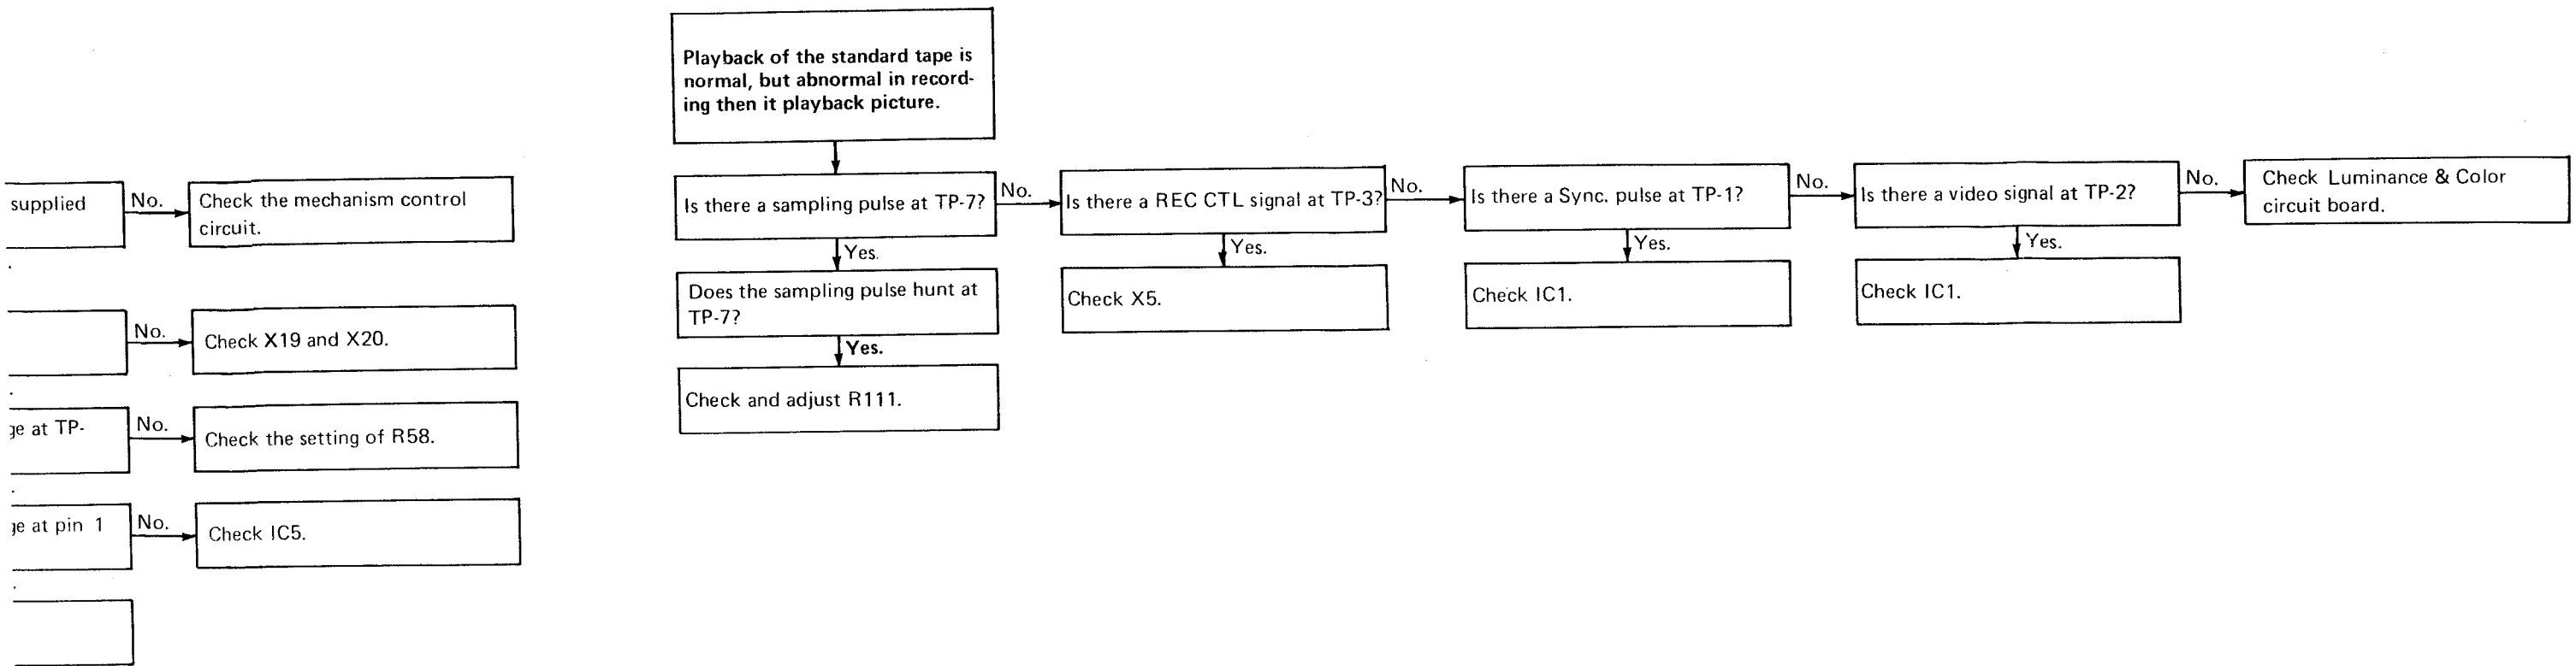 supplied
No.
Check the mechanism control
circuit.
No.
Check X19 and X20.
ge at TP-
No.
Check the setting of R58.
ge at pin 1
No.
Check IC5.
Playback of the standard tape is
normal, but abnormal in record-
ing then it playback picture.
Is there a sampling pulse at TP-7?
No.
Is there a REC CTL signal at TP-3?
No.
Is there a Sync. pulse at TP-1?
No.
Is there a video signal at TP-2?
No.
Check Luminance & Color
circuit board.
Yes.
Yes.
Yes.
Yes.
Does the sampling pulse hunt at
TP-7?
Check X5.
Check IC1.
Check IC1.
Yes.
Check and adjust R111.